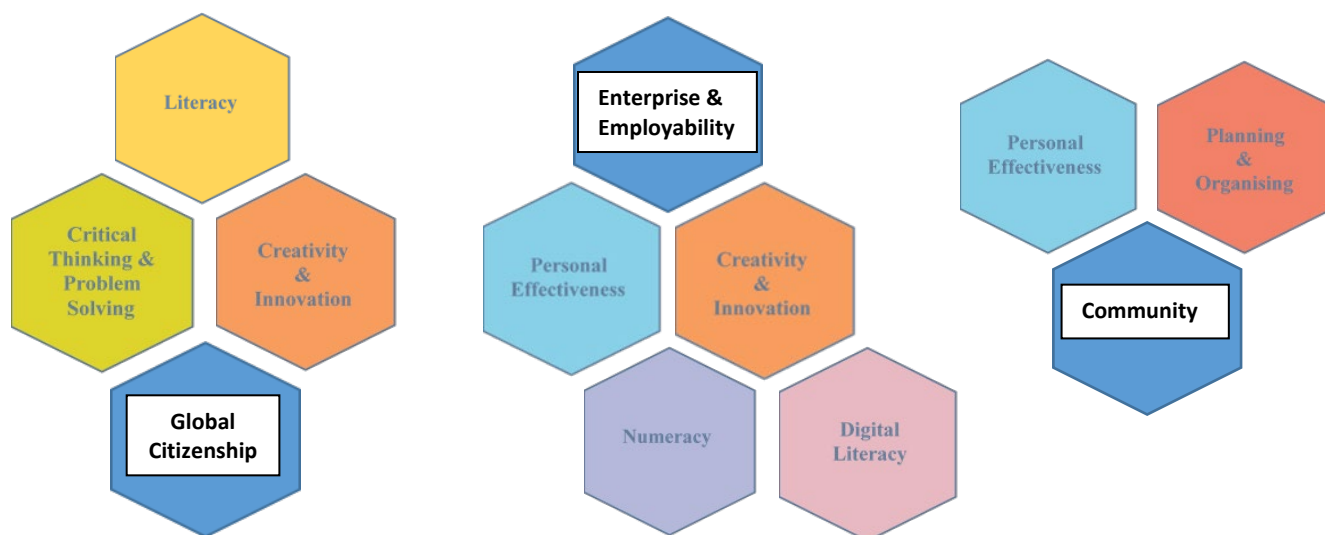 Literacy
Critical
Thinking &
Problem
Solving
Creativity
&
Innovation
Global
Citizenship
Enterprise &
Employability
Personal
Effectiveness
Creativity
&
Innovation
Numeracy
Digital
Literacy
Personal
Effectiveness
Planning
&
Organising
Community